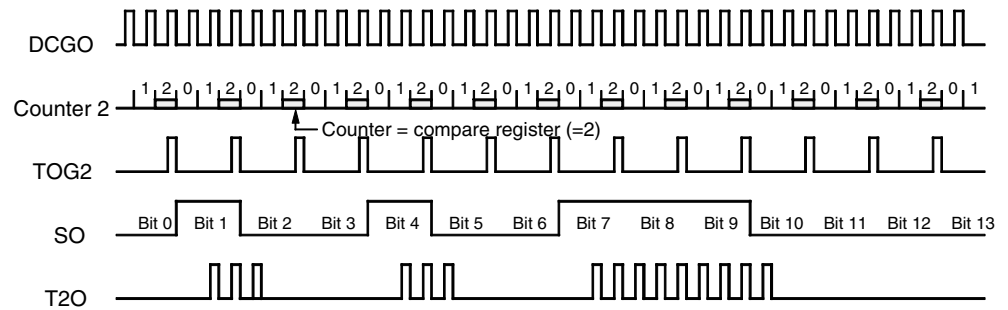 DCGO
1 2 0 1 2 0 1 2 0 1 2 0 1 2 0 1 2 0 1 2 0 1 2 0 1 2 0 1 2 0 1 2 0 1 2 0 1 2 0 1
Counter 2
Counter = compare register (=2)
TOG2
SO
Bit 0 Bit 1 Bit 2 Bit 3 Bit 4 Bit 5 Bit 6 Bit 7 Bit 8 Bit 9 Bit 10 Bit 11 Bit 12 Bit 13
T2O